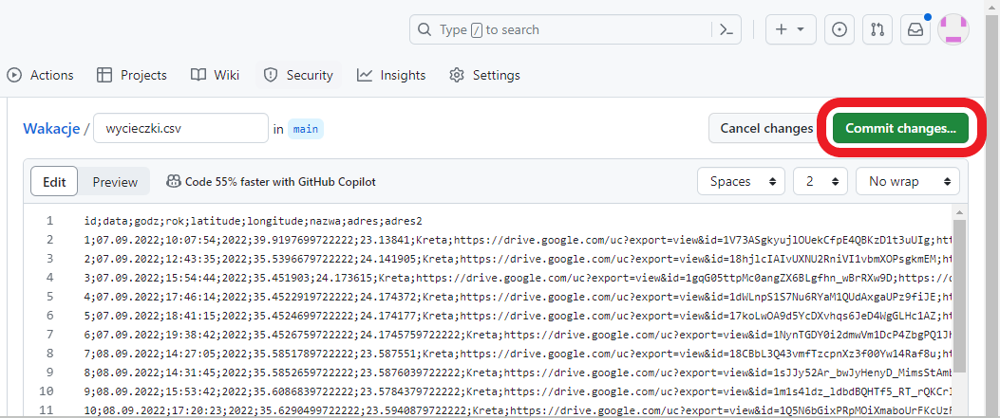 Type / to search
Actions
Projects
Wiki
Security
Insights
Settings
Wakacje / wycieczki.csv in main
Cancel changes
Commit changes...
Edit
Preview
Code 55% faster with GitHub Copilot
Spaces
2
No wrap
1 id;data;godz;rok;latitude;longitude;nazwa;adres;adres2
2 1;07.09.2022;10:07:54;2022;39.9197699722222;23.13841;Kreta;https://drive.google.com/uc?export=view&id=1V73ASgkyujlOUekCfpE4QBKzD1t3uUIg;ht
3 2;07.09.2022;12:43:35;2022;35.5396679722222;24.141905;Kreta;https://drive.google.com/uc?export=view&id=18hjlcIAIvUXNU2RniVI1vbmXOPsgkmEM;ht
4 3;07.09.2022;15:54:44;2022;35.451903;24.173615;Kreta;https://drive.google.com/uc?export=view&id=1gqG05ttpMc0angZX6BLgfhn_wBrRXw9D;https://d
5 4;07.09.2022;17:46:14;2022;35.4522919722222;24.174372;Kreta;https://drive.google.com/uc?export=view&id=1dWLnpS1S7Nu6RYaM1QUdAxgaUPz9fiJE;ht
6 5;07.09.2022;18:41:15;2022;35.4524699722222;24.174177;Kreta;https://drive.google.com/uc?export=view&id=17koLwOA9d5YcDXvhqs6JeD4WgGLHc1AZ;ht
7 6;07.09.2022;19:38:42;2022;35.4526759722222;24.1745759722222;Kreta;https://drive.google.com/uc?export=view&id=1NynTGDY0i2dmwVm1DcP4ZbgPQ1Jh
8 7;08.09.2022;14:27:05;2022;35.5851789722222;23.587551;Kreta;https://drive.google.com/uc?export=view&id=18CBbL3Q43vmfTzcpnXz3f00Yw14Raf8u;ht
9 8;08.09.2022;14:31:45;2022;35.5852659722222;23.5876039722222;Kreta;https://drive.google.com/uc?export=view&id=1sJJy52Ar_bwJyHenyD_MimsStAmb
10 9;08.09.2022;15:53:42;2022;35.6086839722222;23.5784379722222;Kreta;https://drive.google.com/uc?export=view&id=1m1s4ldz_ldbdBQHTf5_RT_rQKCrI
11 10;08.09.2022;17:20:23;2022;35.6290499722222;23.5940879722222;Kreta;https://drive.google.com/uc?export=view&id=1Q5N6bGixPRpMOiXmaboUrFKcUzF